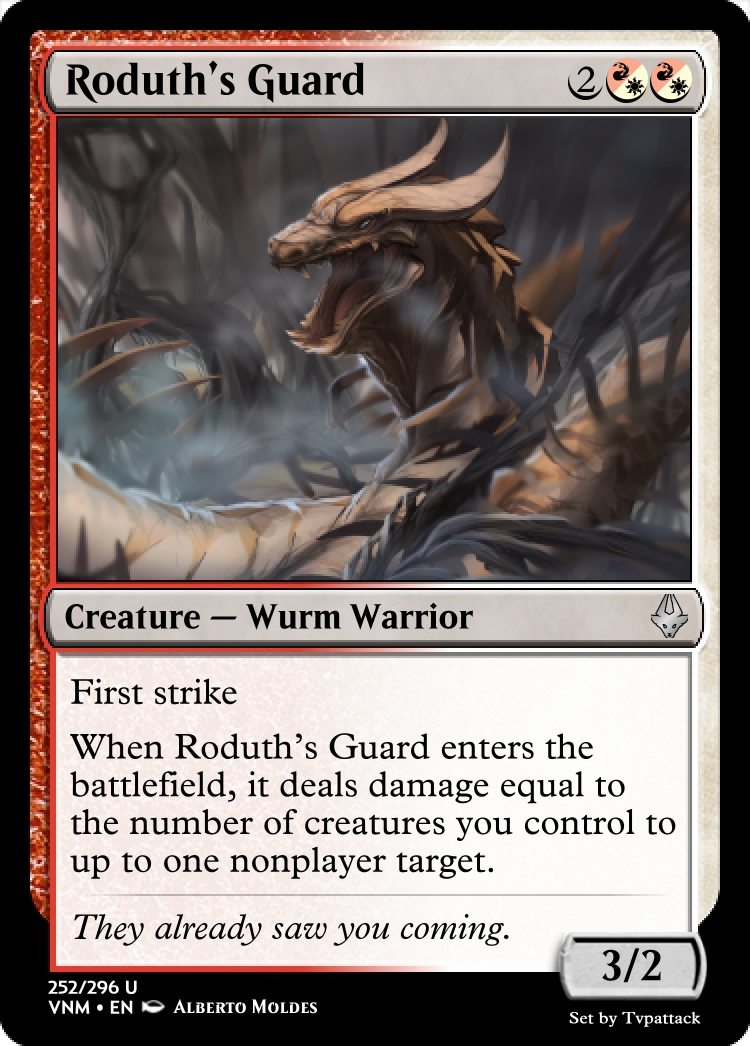 Roduth's Guard 2
Creature — Wurm Warrior
First strike
When Roduth's Guard enters the
battlefield, it deals damage equal to
the number of creatures you control to
up to one nonplayer target.
They already saw you coming.
3/2
252/296 U
VNM • EN Alberto Moldes
Set by Tvpattack